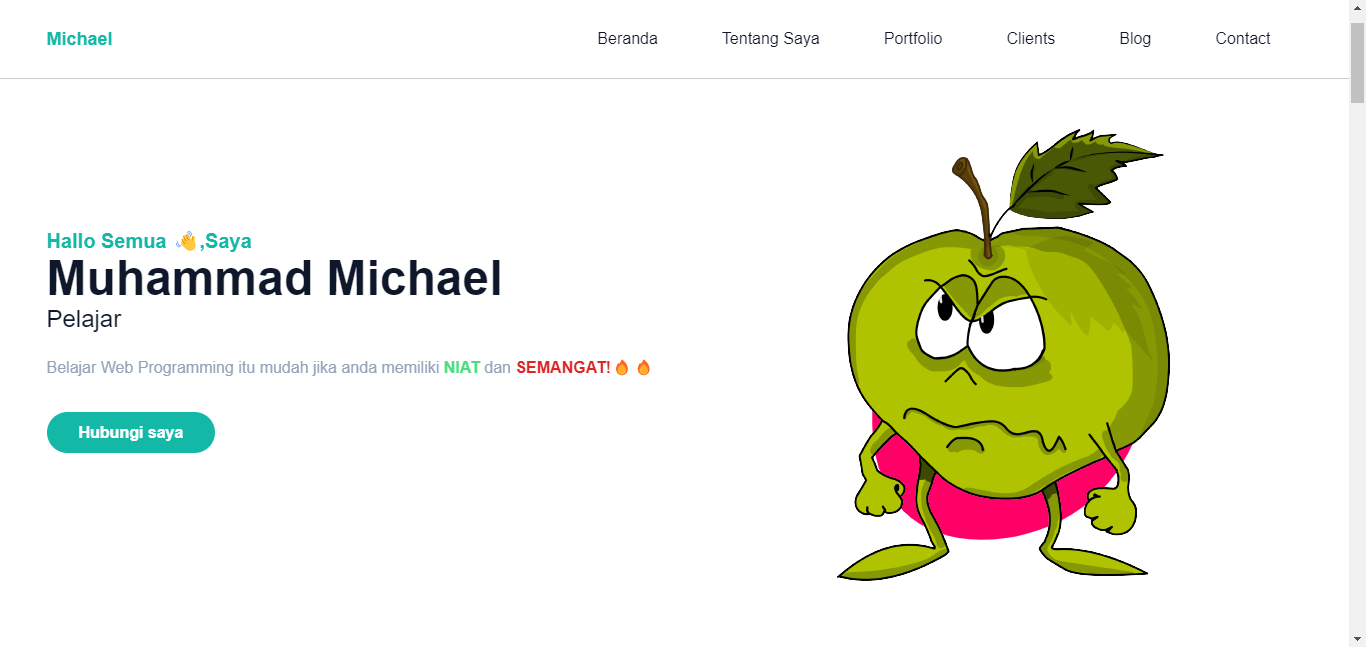 Michael
Beranda Tentang Saya Portfolio Clients Blog Contact
Hallo Semua 👋,Saya
Muhammad Michael
Pelajar
Belajar Web Programming itu mudah jika anda memiliki NIAT dan SEMANGAT!🔥 🔥
Hubungi saya